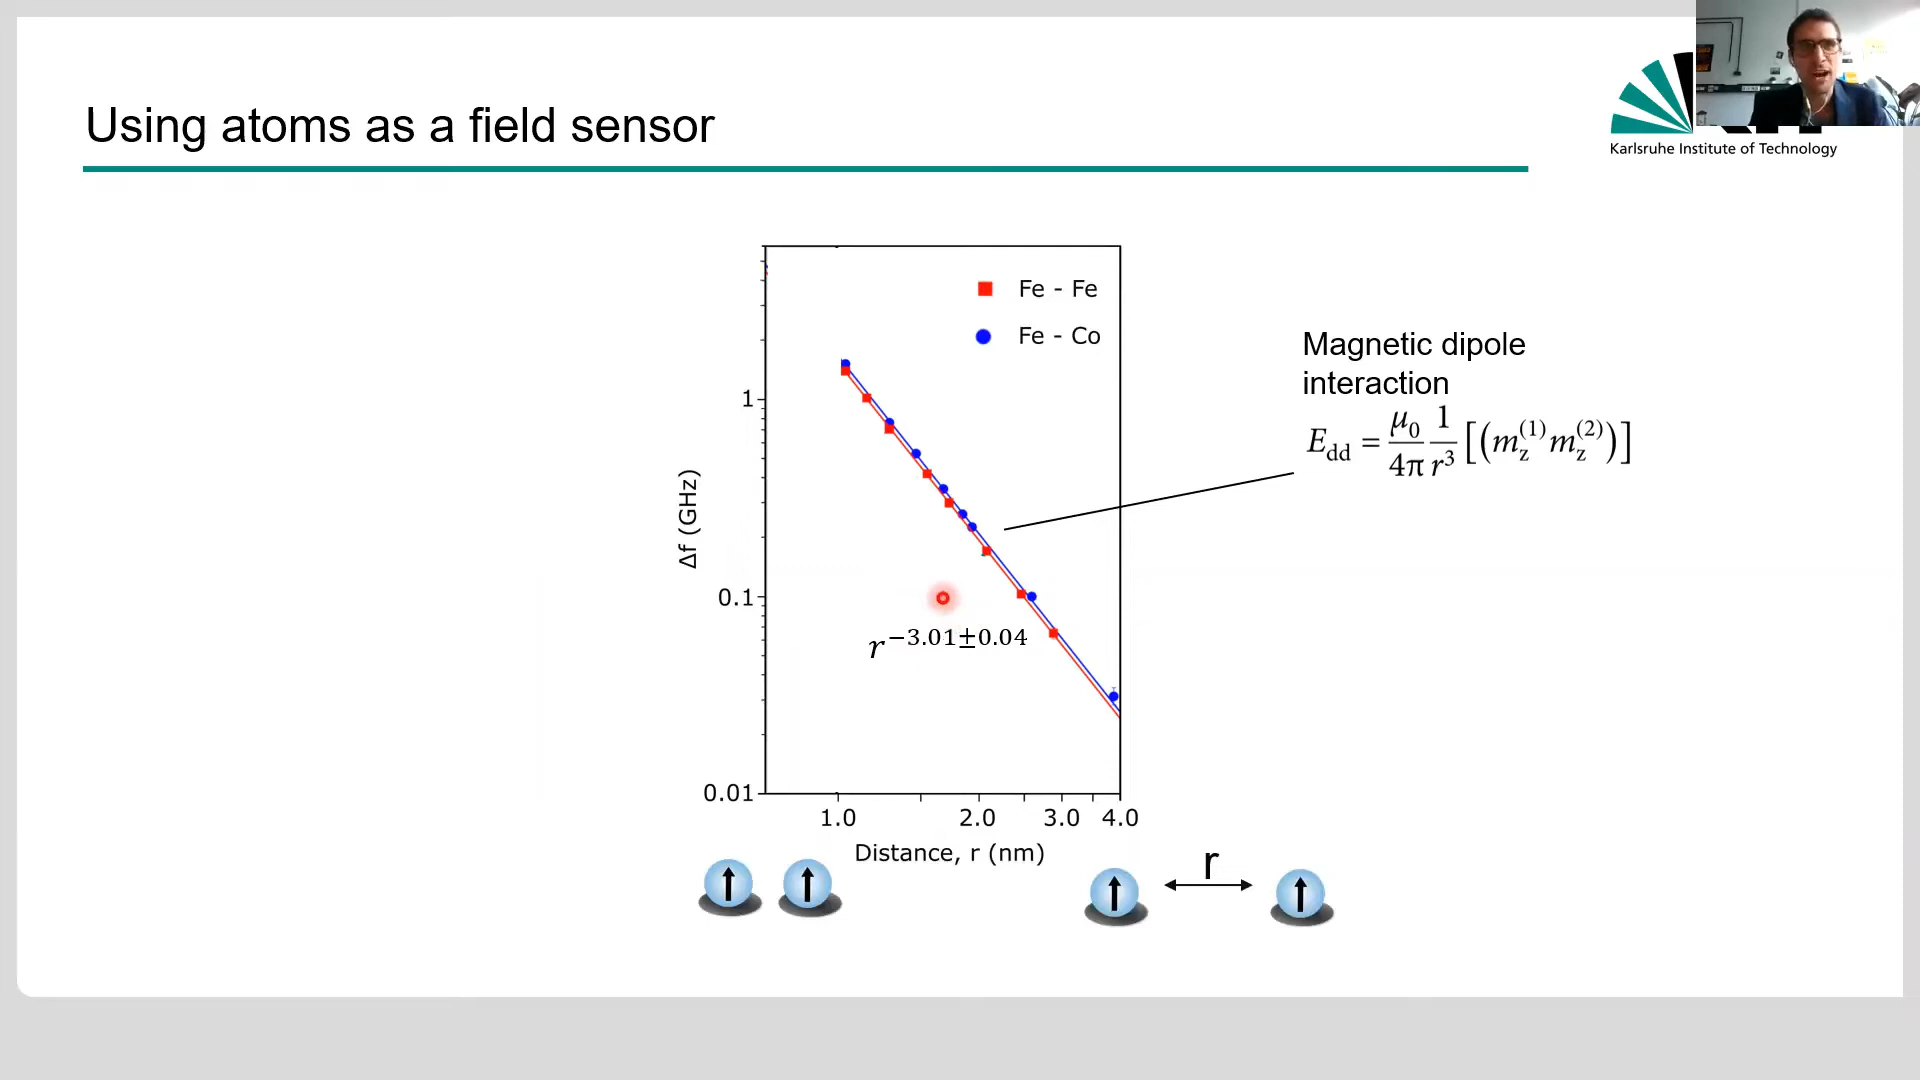 Using atoms as a field sensor
Karlsruhe Institute of Technology
Fe - Fe
Fe - Co
Magnetic dipole
interaction
E_dd = μ₀/4π 1/r³ [(m_z^(1) m_z^(2))]
1
0.1
0.01
Δf (GHz)
r^−3.01±0.04
1.0 2.0 3.0 4.0
Distance, r (nm)
r